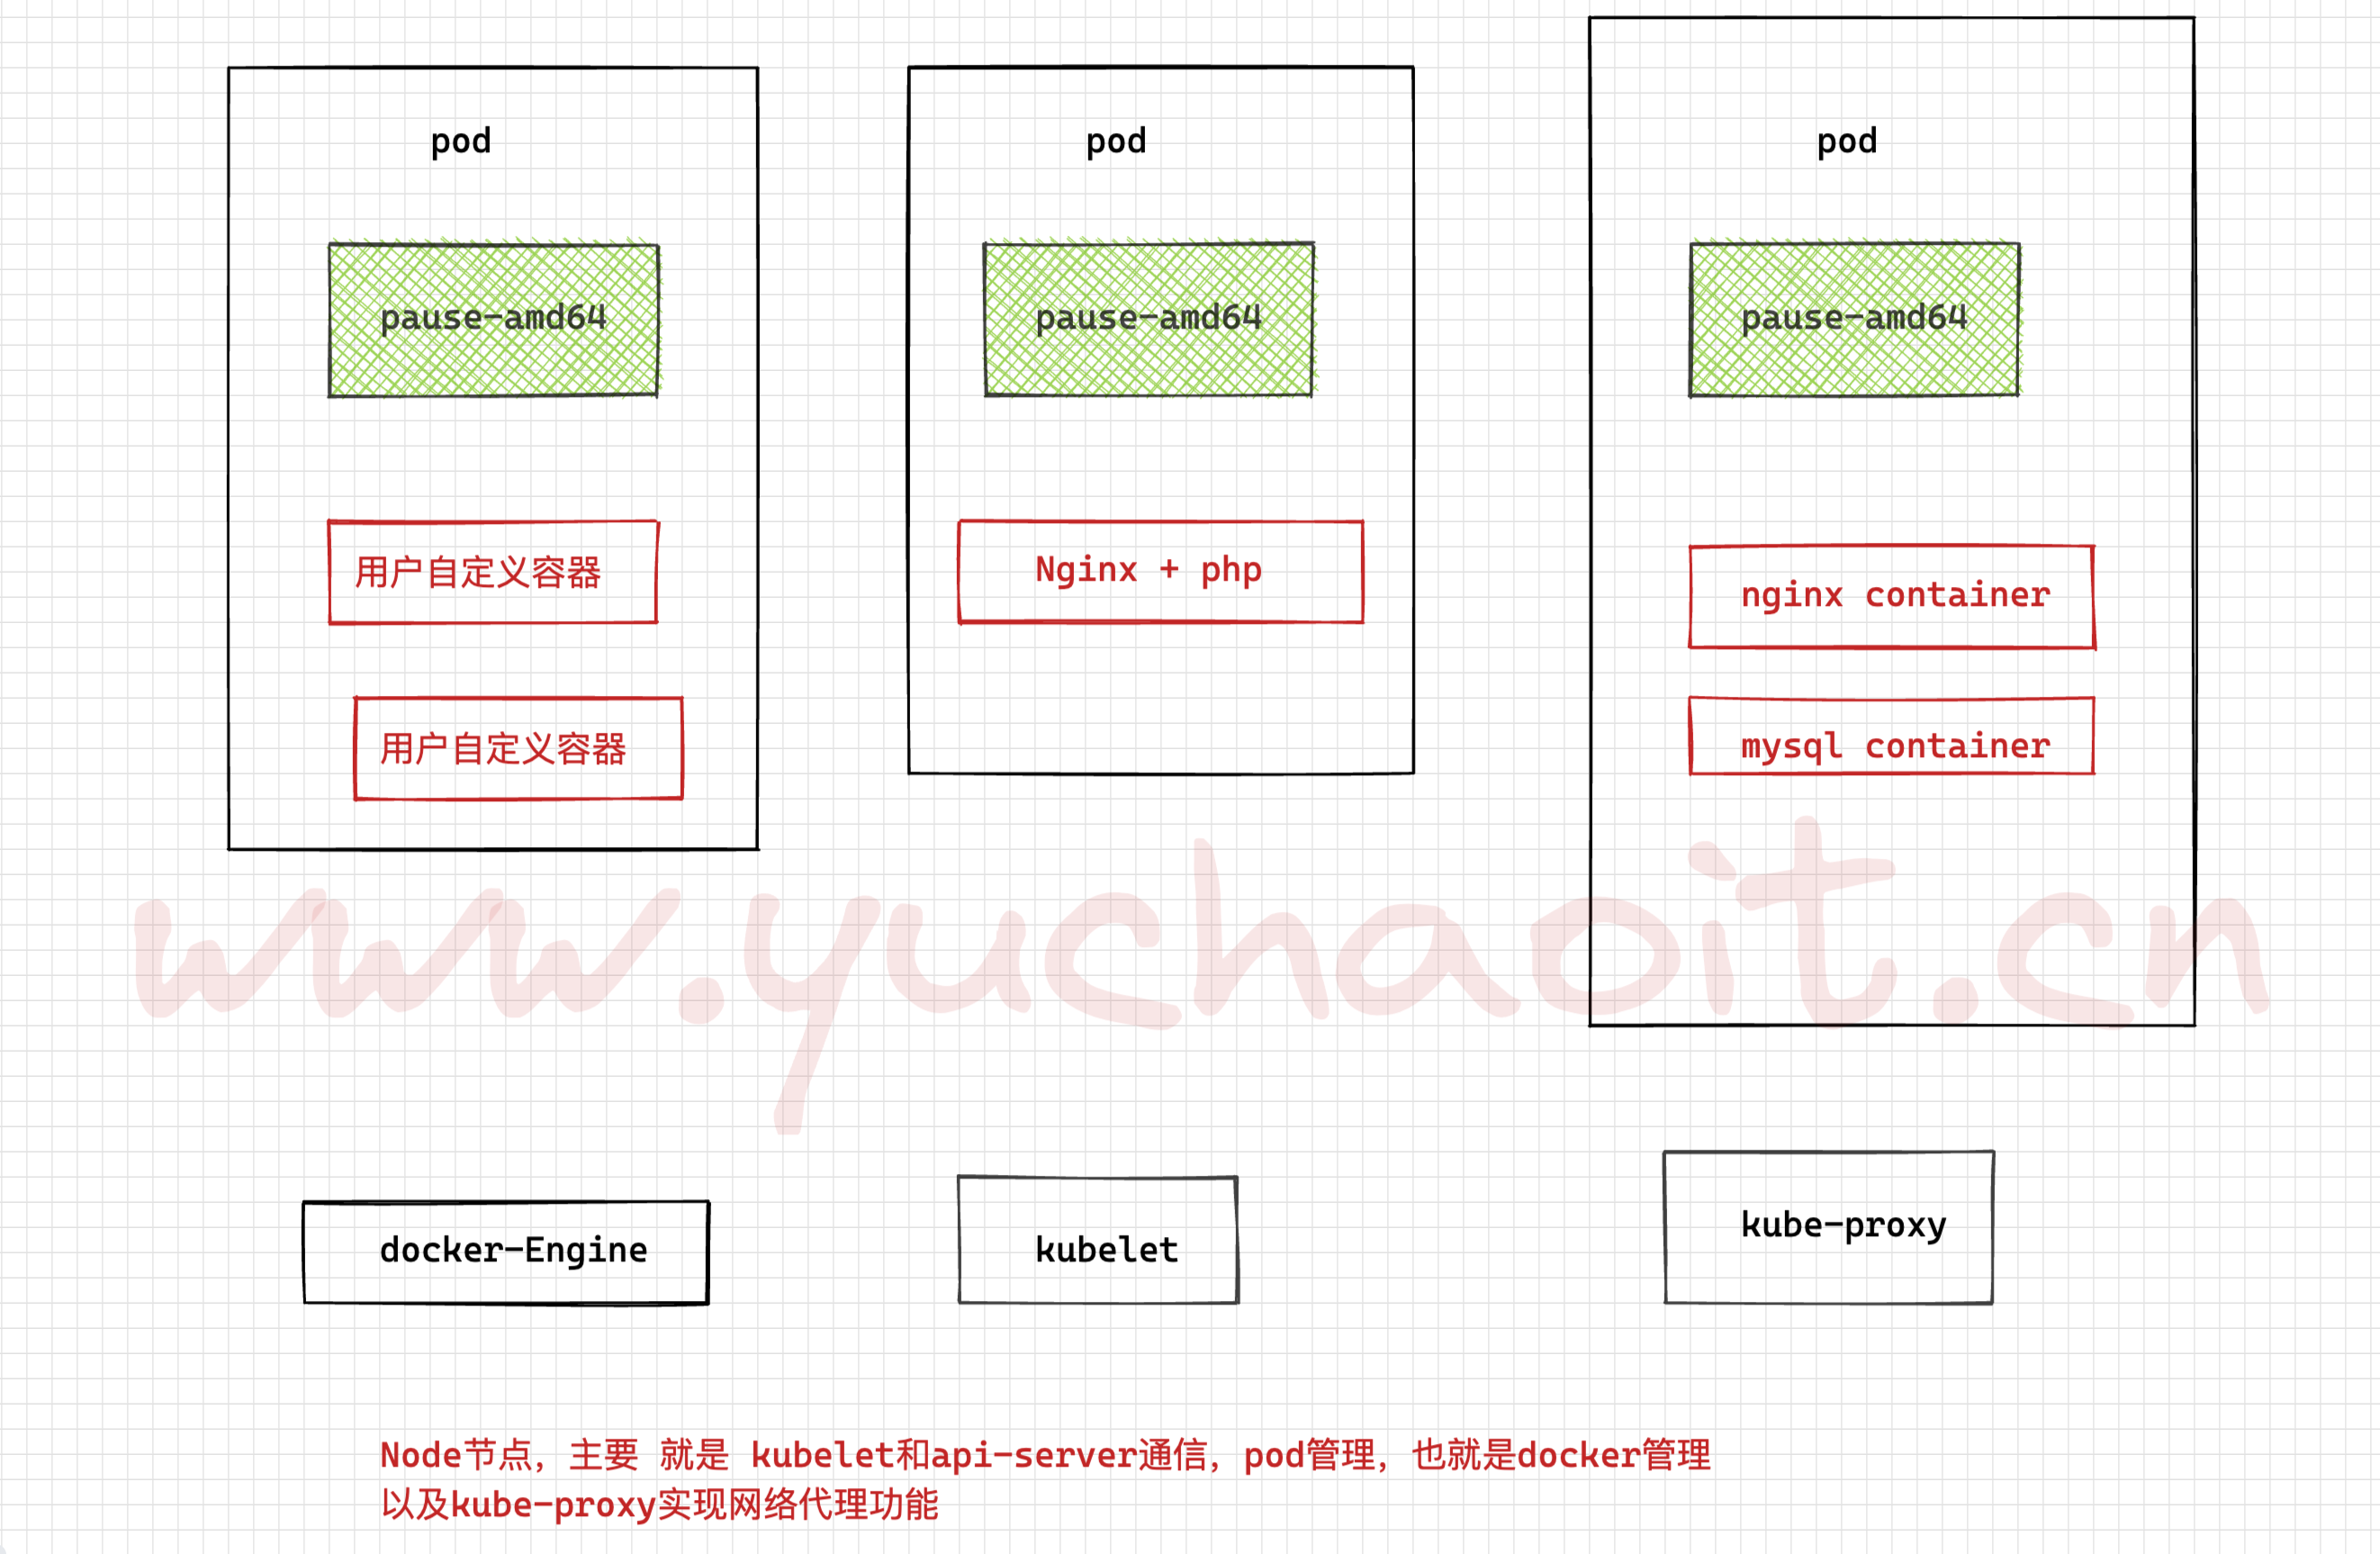 pod
pod
pod
pause-amd64
pause-amd64
pause-amd64
用户自定义容器
Nginx + php
nginx container
用户自定义容器
mysql container
www.yuchaoit.cn
docker-Engine
kubelet
kube-proxy
Node节点，主要 就是 kubelet和api-server通信，pod管理，也就是docker管理
以及kube-proxy实现网络代理功能